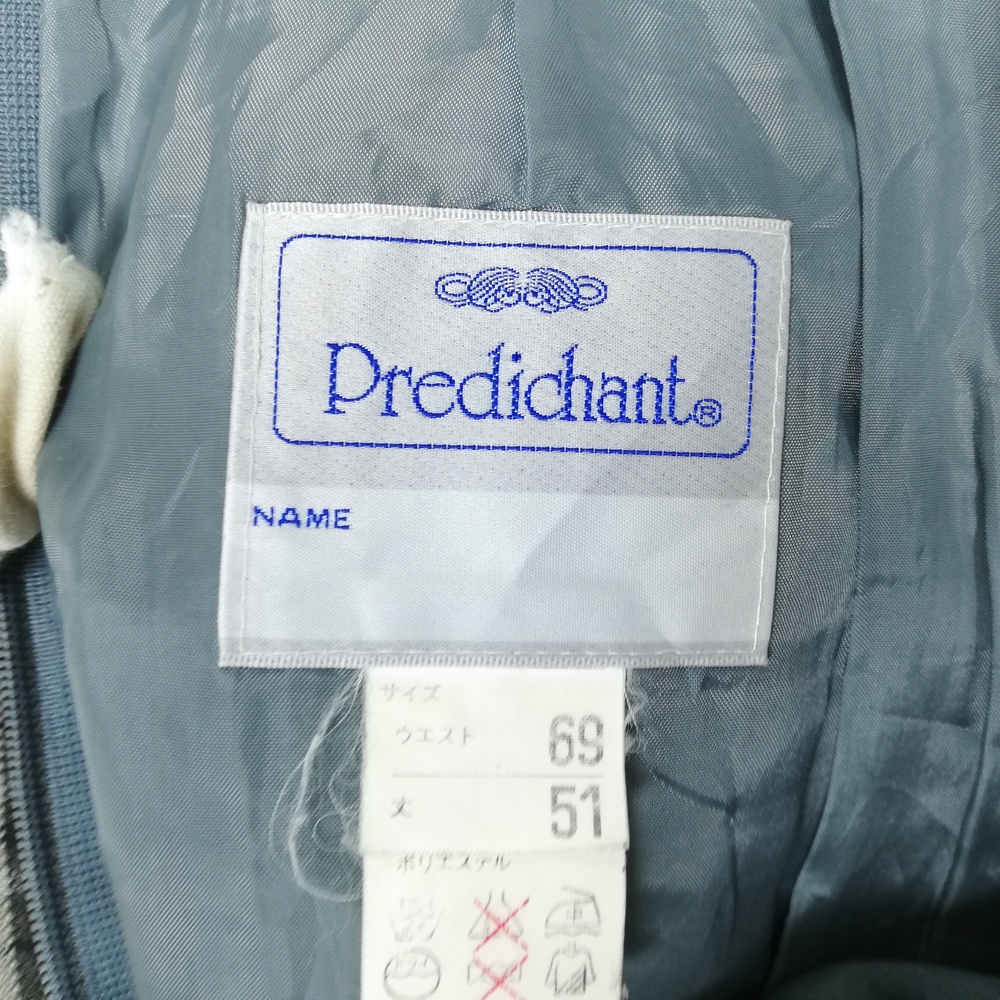 Predichant®
NAME
サイズ
ウエスト 69
丈 51
ポリエステル